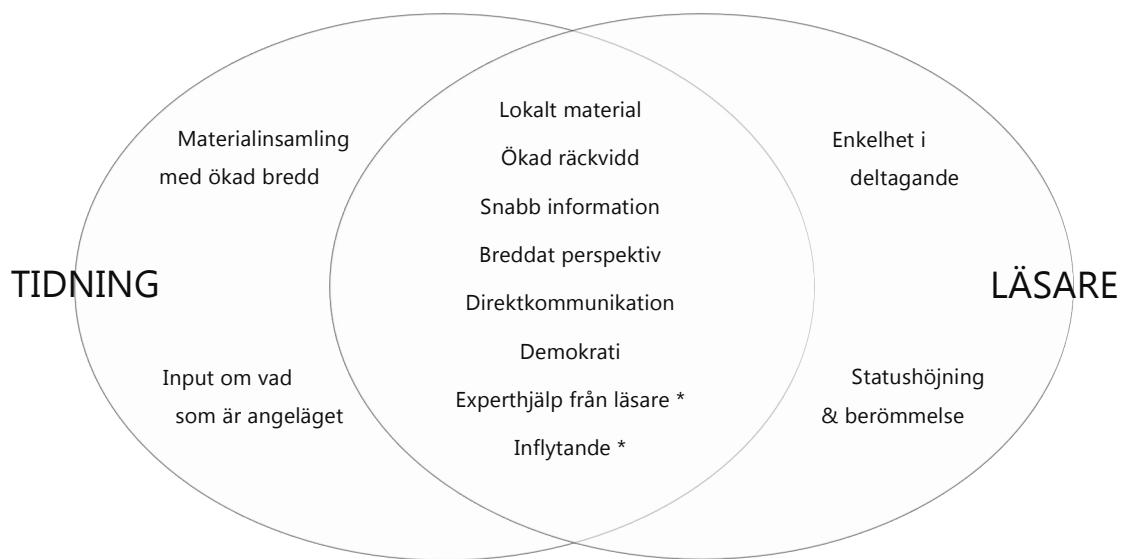 TIDNING
Materialinsamling
med ökad bredd
Input om vad
som är angeläget
Lokalt material
Ökad räckvidd
Snabb information
Breddat perspektiv
Direktkommunikation
Demokrati
Experthjälp från läsare *
Inflytande *
Enkelhet i
deltagande
Statushöjning
& berömmelse
LÄSARE